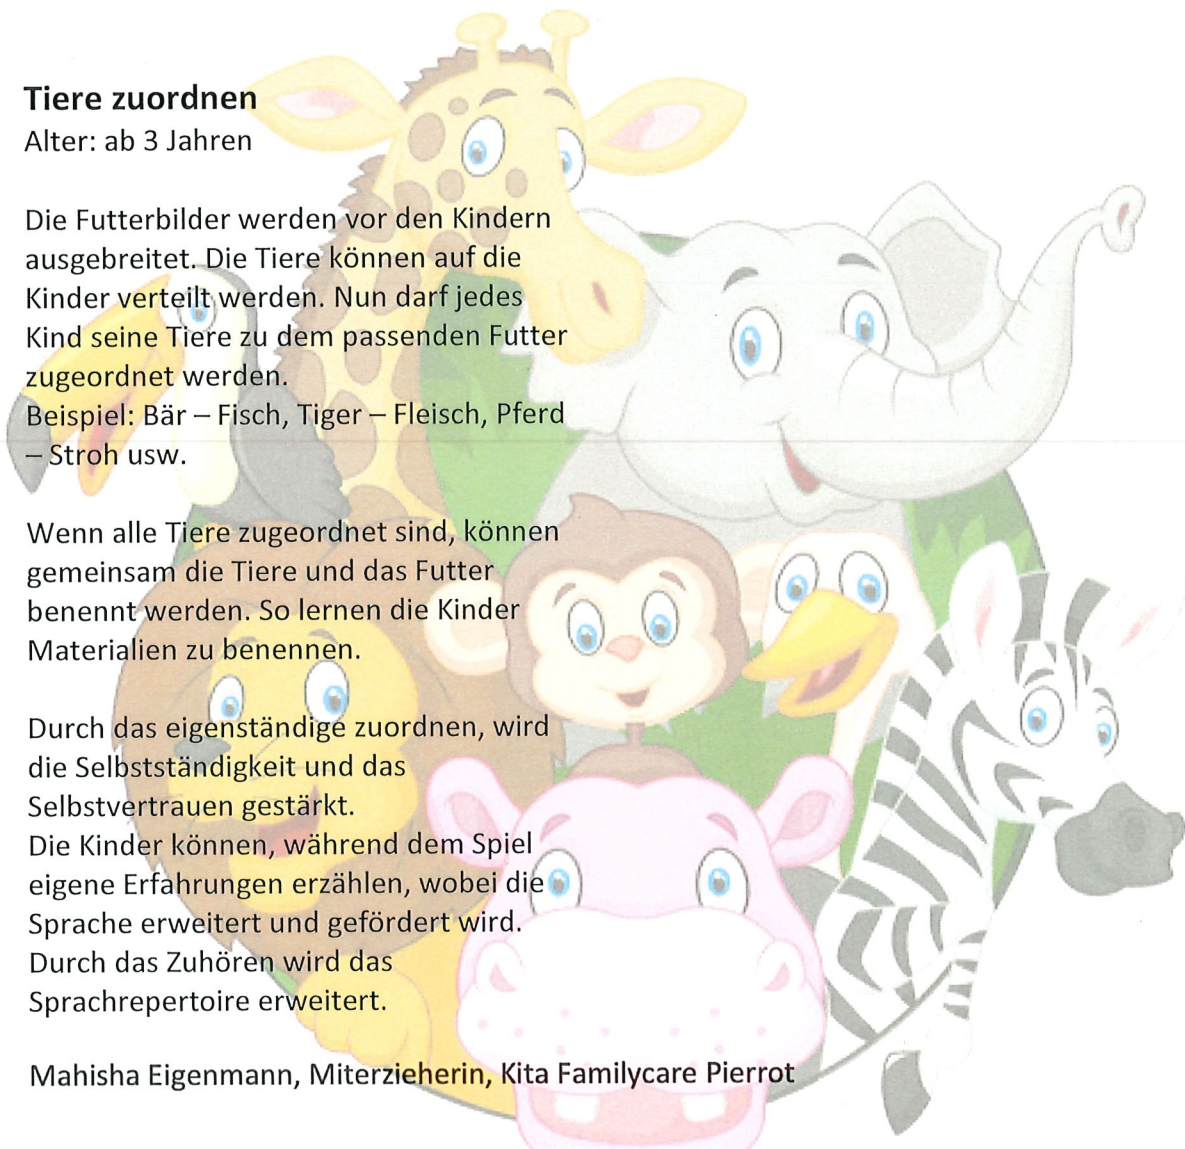 Tiere zuordnen
Alter: ab 3 Jahren
Die Futterbilder werden vor den Kindern
ausgebreitet. Die Tiere können auf die
Kinder verteilt werden. Nun darf jedes
Kind seine Tiere zu dem passenden Futter
zugeordnet werden.
Beispiel: Bär – Fisch, Tiger – Fleisch, Pferd
– Stroh usw.
Wenn alle Tiere zugeordnet sind, können
gemeinsam die Tiere und das Futter
benennt werden. So lernen die Kinder
Materialien zu benennen.
Durch das eigenständige zuordnen, wird
die Selbstständigkeit und das
Selbstvertrauen gestärkt.
Die Kinder können, während dem Spiel
eigene Erfahrungen erzählen, wobei die
Sprache erweitert und gefördert wird.
Durch das Zuhören wird das
Sprachrepertoire erweitert.
Mahisha Eigenmann, Miterzieherin, Kita Familycare Pierrot